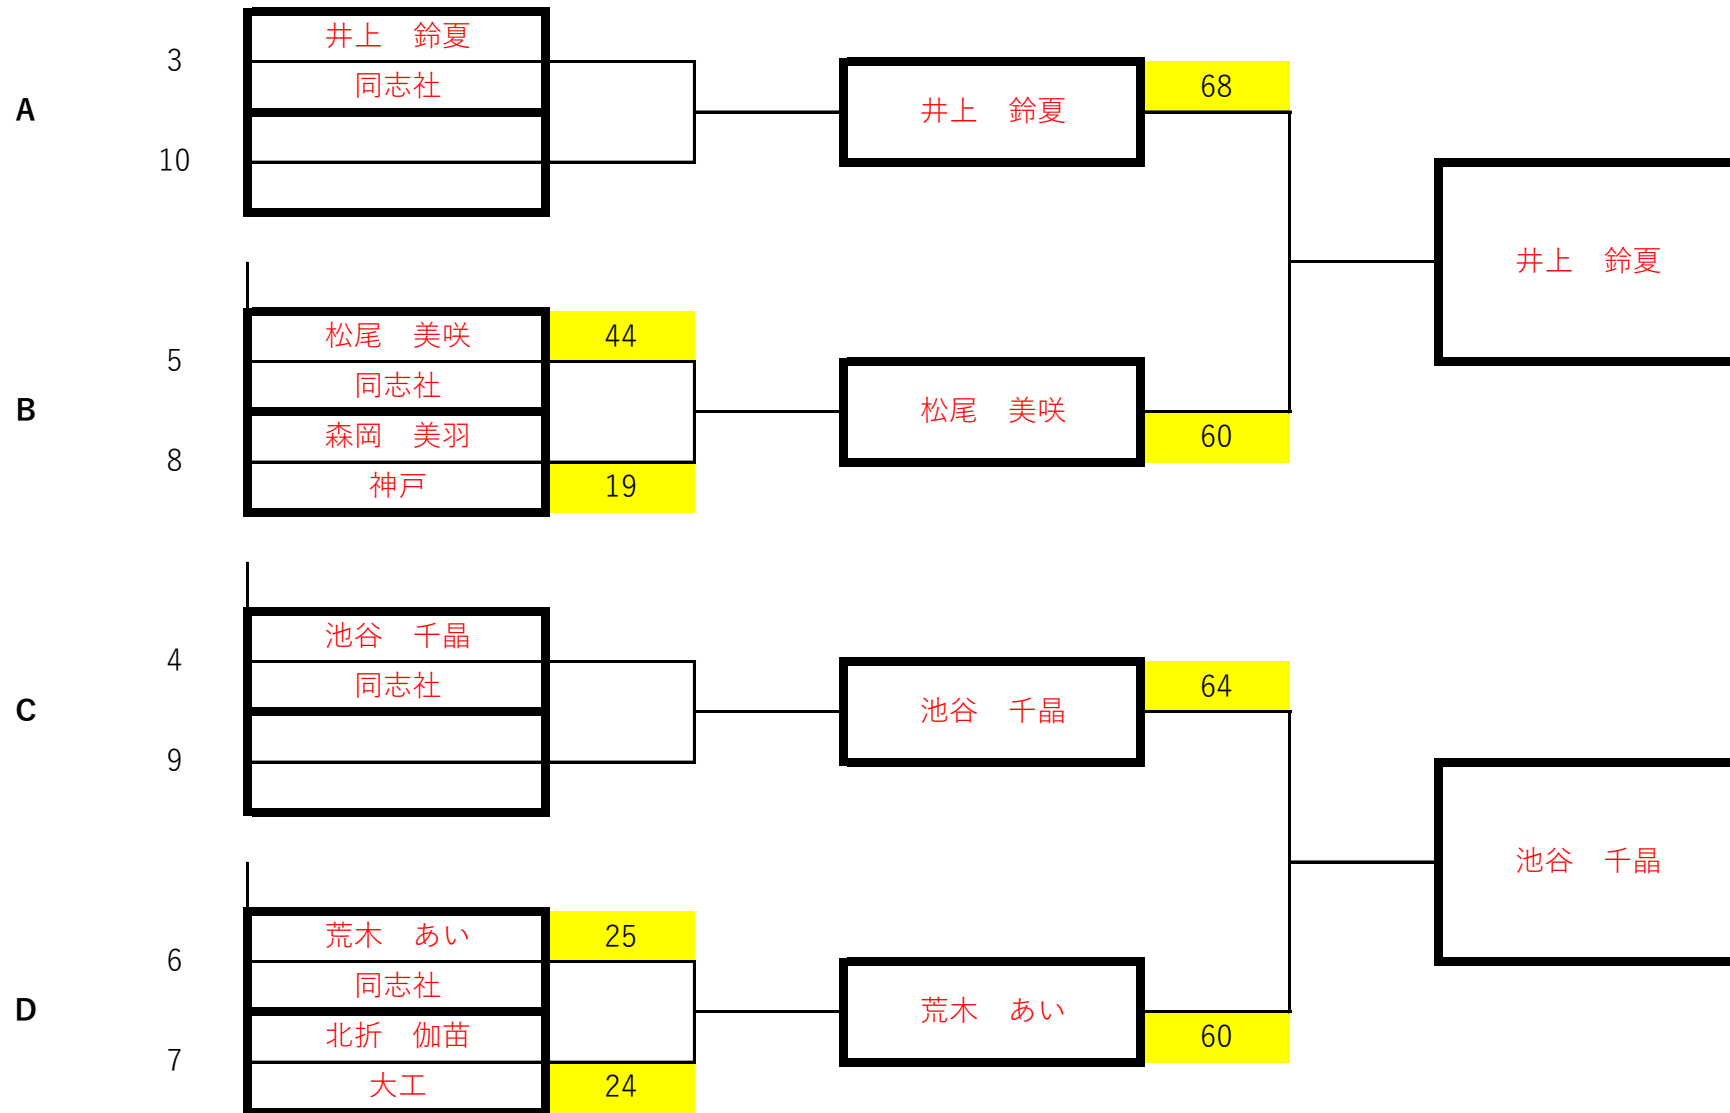 井上　鈴夏
3
同志社
A
10
井上　鈴夏
68
井上　鈴夏
松尾　美咲
44
5
同志社
B
森岡　美羽
8
神戸
19
松尾　美咲
60
池谷　千晶
4
同志社
C
9
池谷　千晶
64
池谷　千晶
荒木　あい
25
6
同志社
D
北折　伽苗
7
大工
24
荒木　あい
60